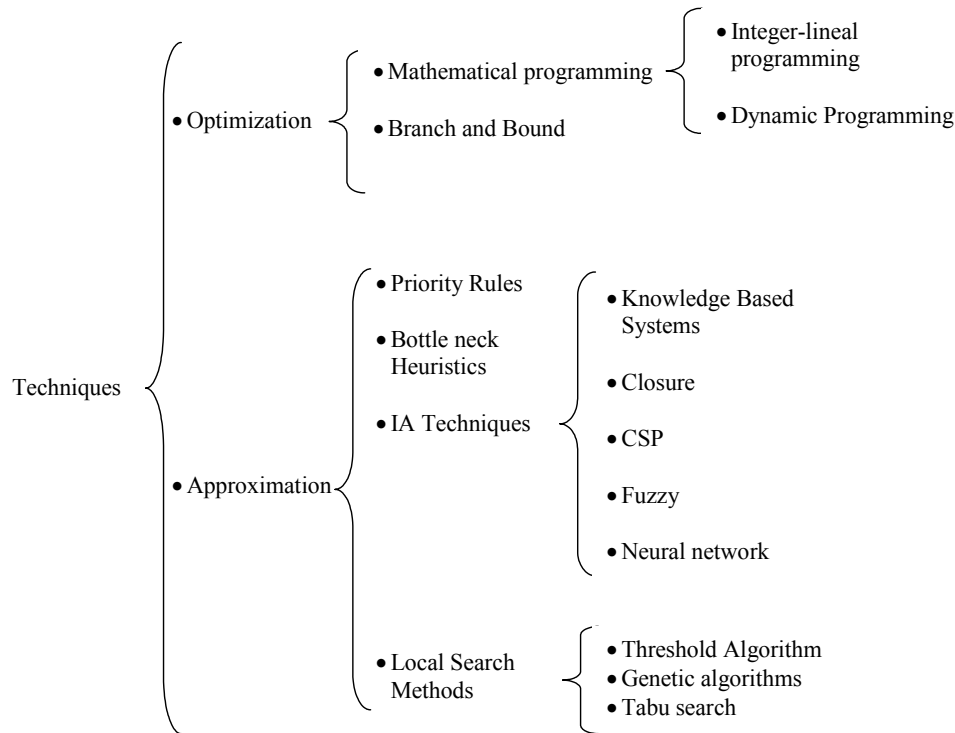 Techniques
• Optimization
• Mathematical programming
• Integer-lineal
programming
• Dynamic Programming
• Branch and Bound
• Approximation
• Priority Rules
• Bottle neck
Heuristics
• IA Techniques
• Knowledge Based
Systems
• Closure
• CSP
• Fuzzy
• Neural network
• Local Search
Methods
• Threshold Algorithm
• Genetic algorithms
• Tabu search